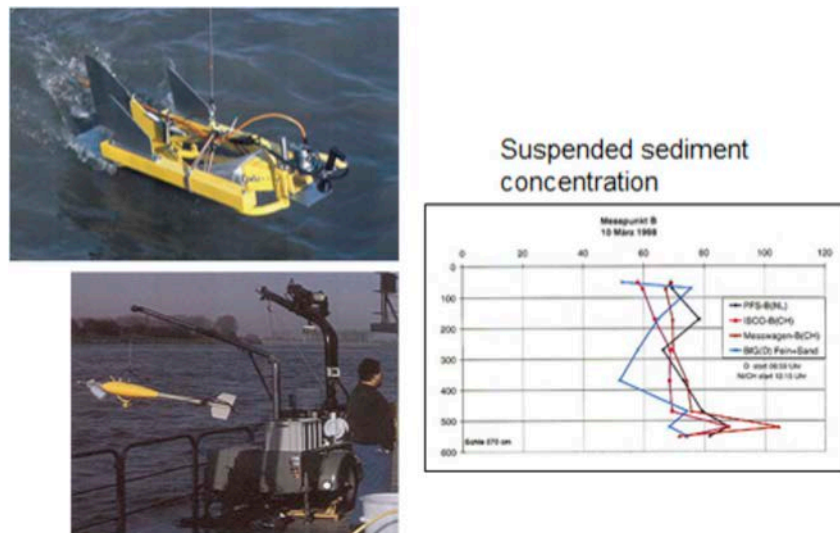 Suspended sediment
concentration
Messpunkt B
10 März 1998
0 20 40 60 80 100 120
0
100
200
300
400
500
600
PFS-B(NL)
ISCO-B(CH)
Messwagen-B(CH)
BfG(D) Fein+Sand
Sohle 570 cm